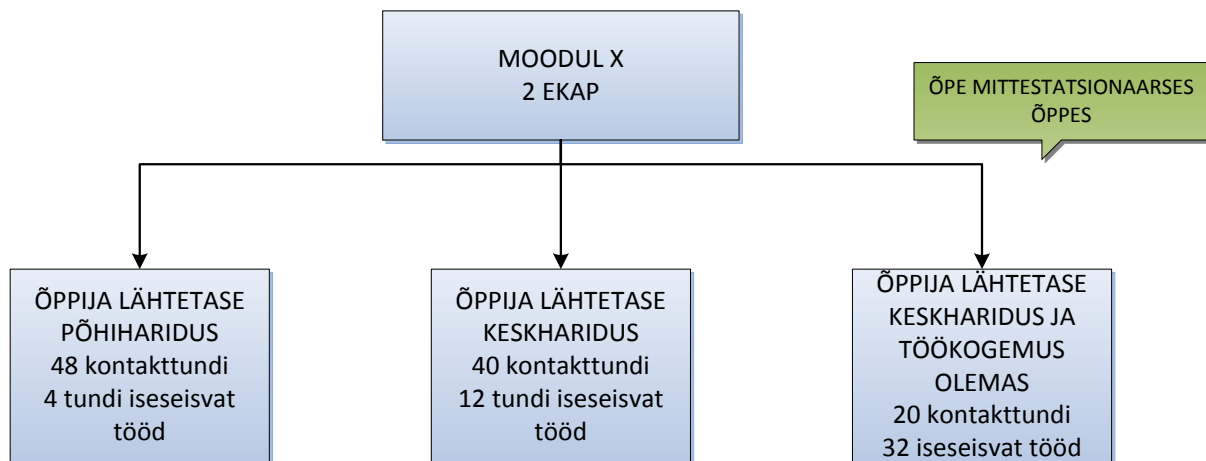 MOODUL X
2 EKAP
ÕPE MITTESTATSIONAARSES
ÕPPES
ÕPPIJA LÄHTETASE
PÕHIHARIDUS
48 kontakttundi
4 tundi iseseisvat
tööd
ÕPPIJA LÄHTETASE
KESKHARIDUS
40 kontakttundi
12 tundi iseseisvat
tööd
ÕPPIJA LÄHTETASE
KESKHARIDUS JA
TÖÖKOGEMUS
OLEMAS
20 kontakttundi
32 iseseisvat tööd